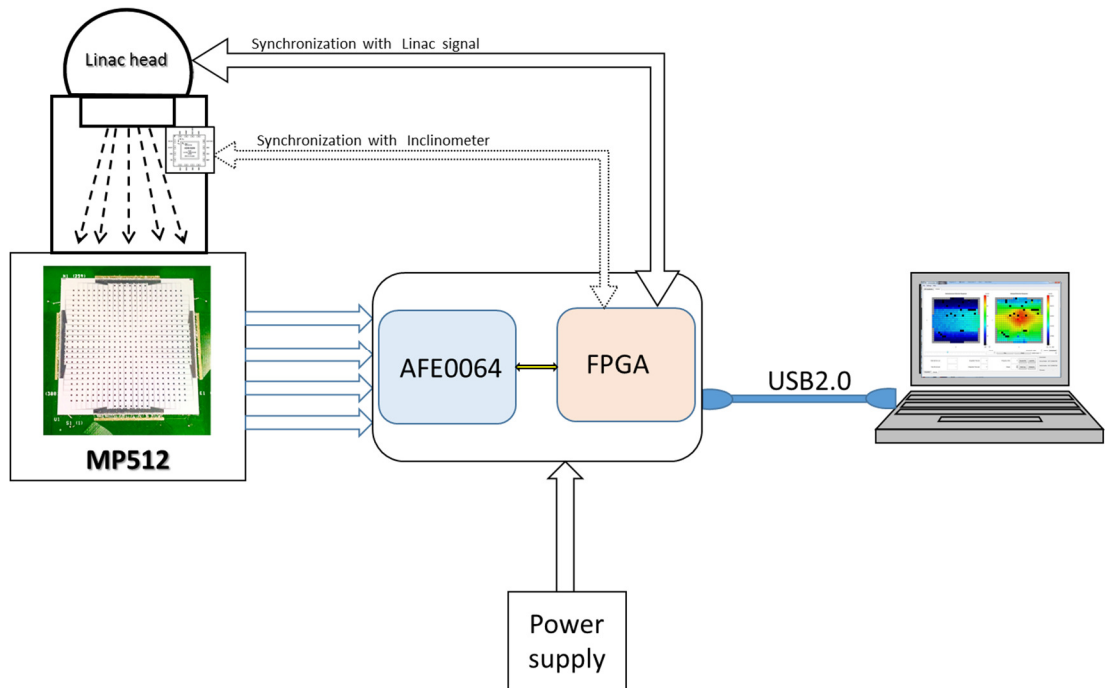 Linac head
Synchronization with Linac signal
Synchronization with Inclinometer
MP512
AFE0064
FPGA
USB2.0
Power
supply